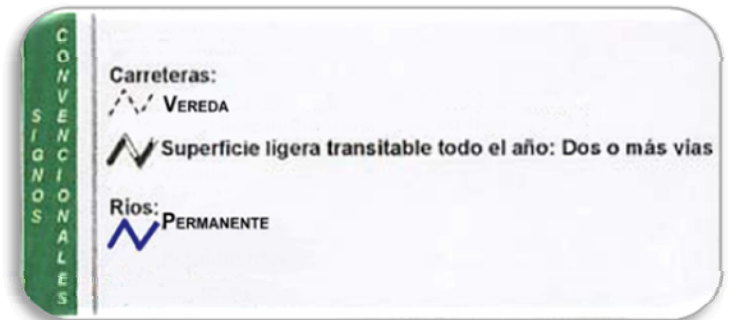 SIGNOS
CONVENCIONALES
Carreteras:
VEREDA
Superficie ligera transitable todo el año: Dos o más vias
Rios:
PERMANENTE